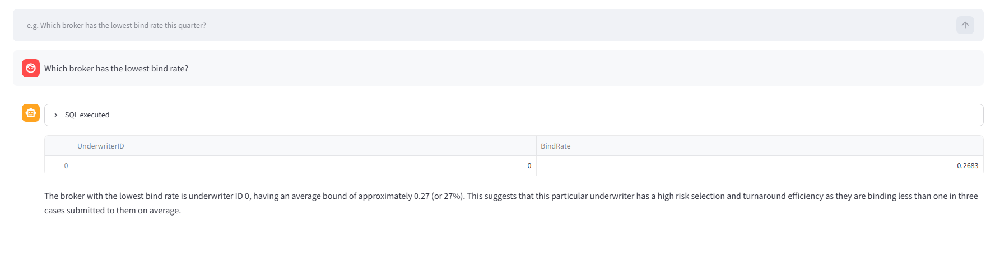 e.g. Which broker has the lowest bind rate this quarter?
Which broker has the lowest bind rate?
SQL executed
UnderwriterID BindRate
0 0 0.2683
The broker with the lowest bind rate is underwriter ID 0, having an average bound of approximately 0.27 (or 27%). This suggests that this particular underwriter has a high risk selection and turnaround efficiency as they are binding less than one in three
cases submitted to them on average.